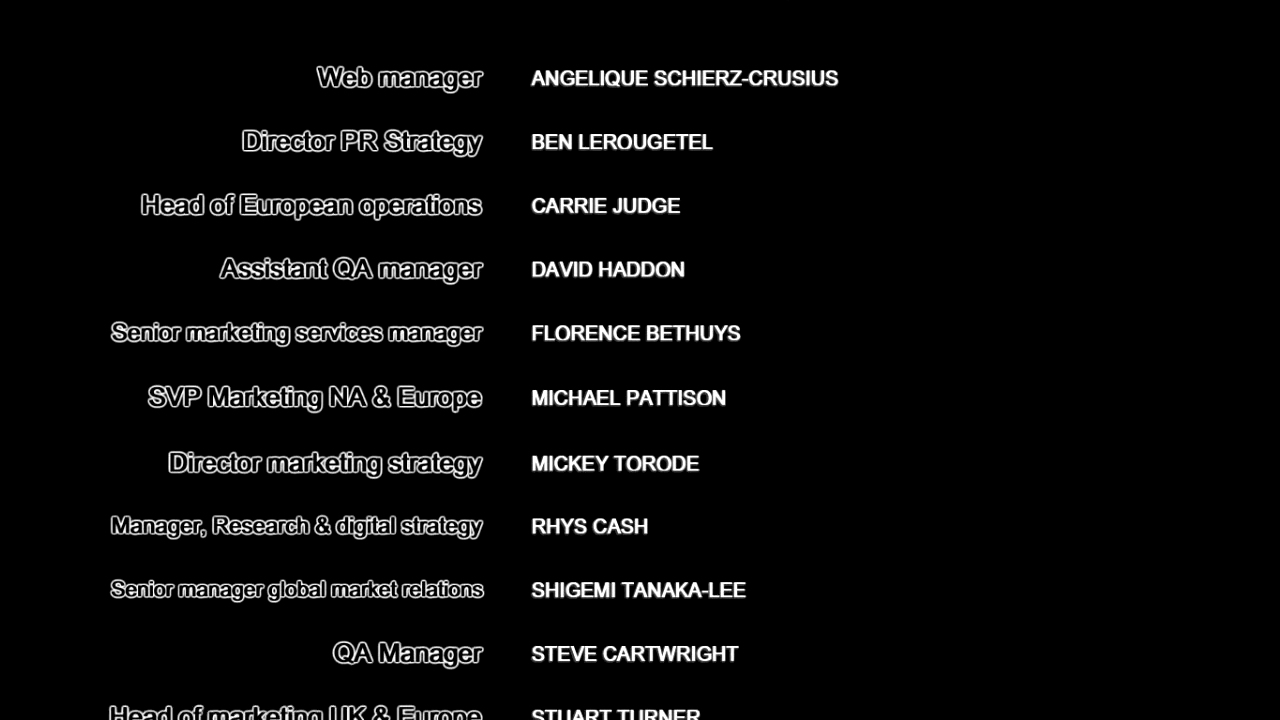 Web manager ANGELIQUE SCHIERZ-CRUSIUS
Director PR Strategy BEN LEROUGETEL
Head of European operations CARRIE JUDGE
Assistant QA manager DAVID HADDON
Senior marketing services manager FLORENCE BETHUYS
SVP Marketing NA & Europe MICHAEL PATTISON
Director marketing strategy MICKEY TORODE
Manager, Research & digital strategy RHYS CASH
Senior manager global market relations SHIGEMI TANAKA-LEE
QA Manager STEVE CARTWRIGHT
Head of marketing UK & Europe STUART TURNER